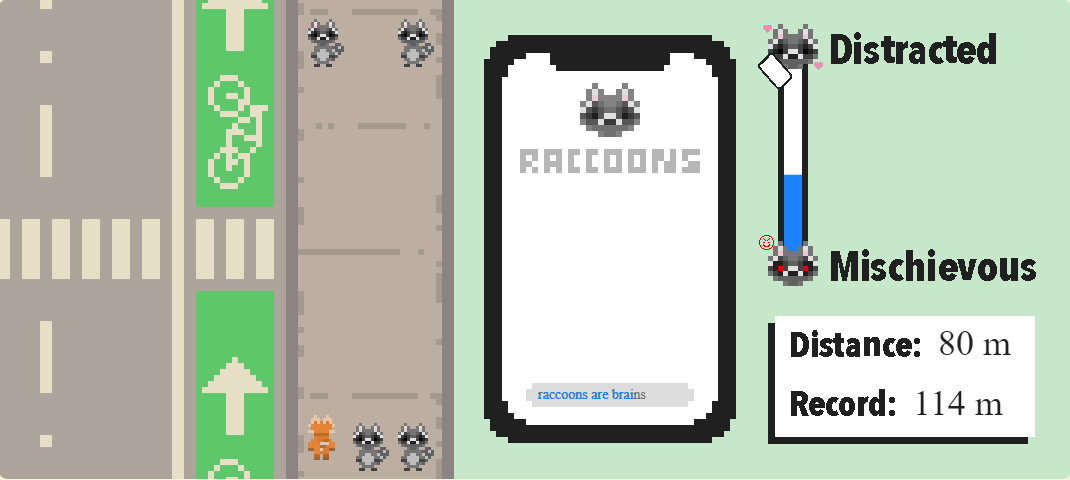 RACCOONS
raccoons are brains
Distracted
Mischievous
Distance: 80 m
Record: 114 m